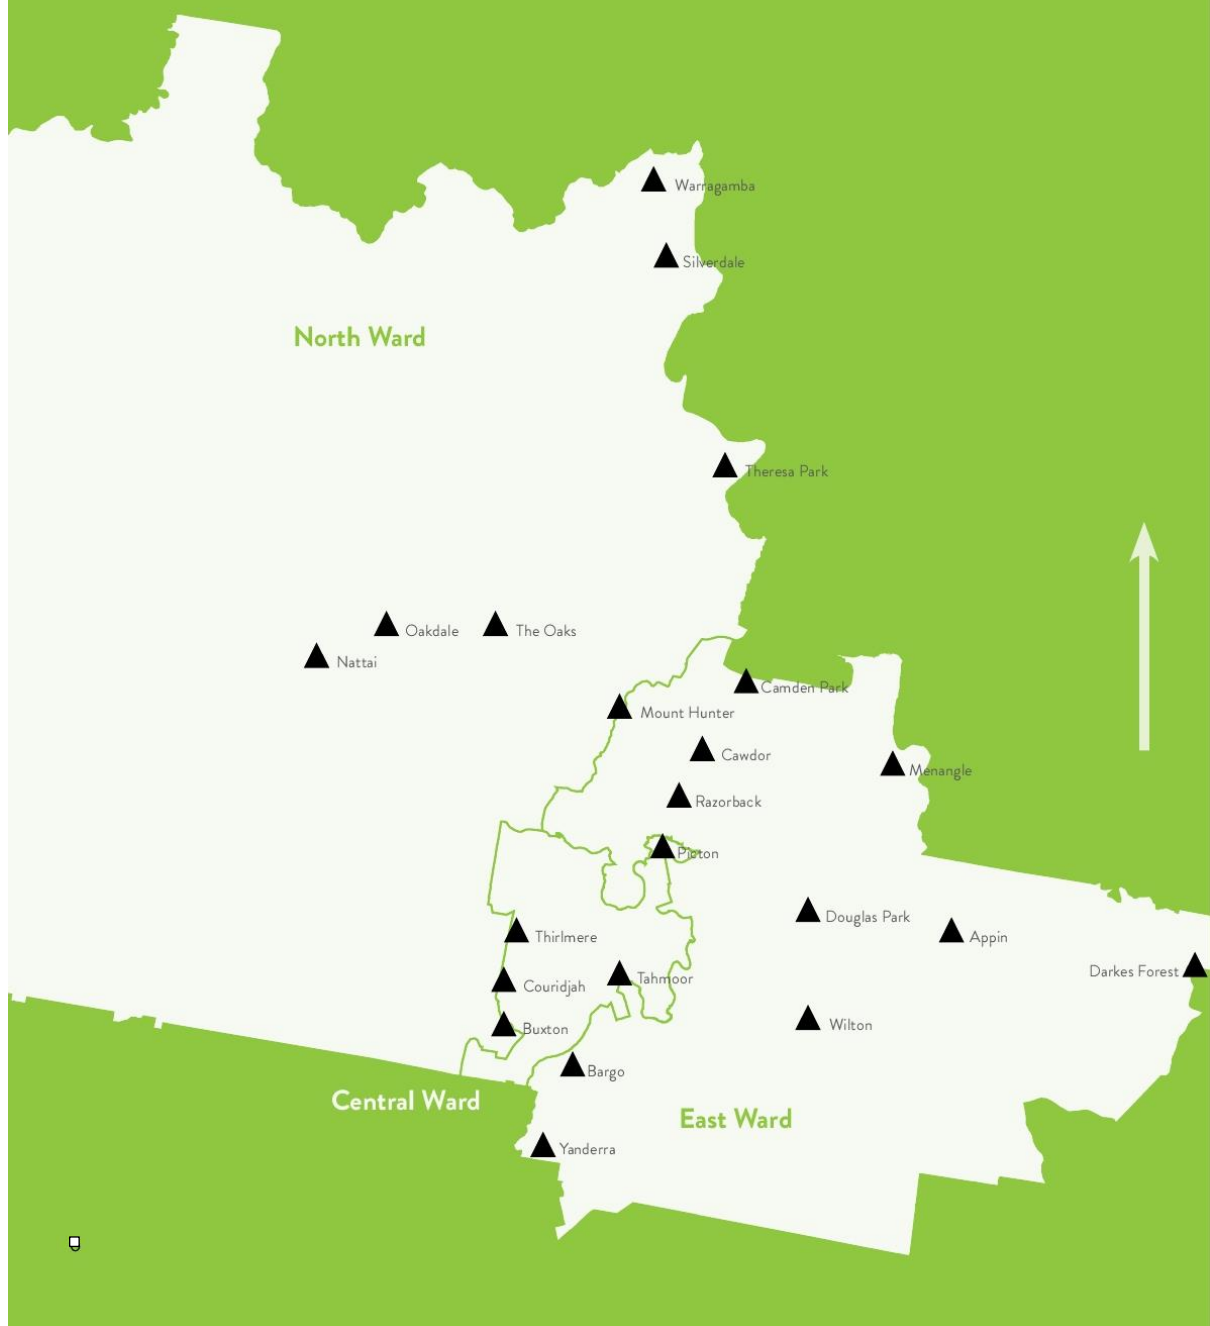 Warragamba
Silverdale
North Ward
Theresa Park
Oakdale
The Oaks
Nattai
Camden Park
Mount Hunter
Cawdor
Menangle
Razorback
Picton
Douglas Park
Thirlmere
Appin
Darkes Forest
Tahmoor
Couridjah
Buxton
Wilton
Bargo
Central Ward
East Ward
Yanderra